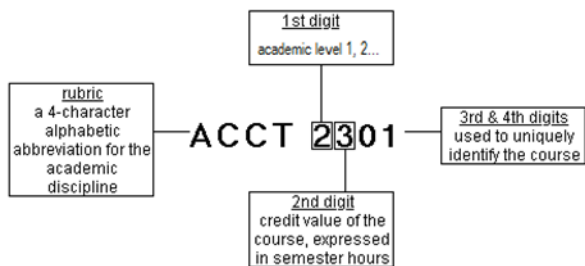 1st digit
academic level 1, 2...
rubric
a 4-character
alphabetic
abbreviation for the
academic
discipline
ACCT 2301
3rd & 4th digits
used to uniquely
identify the course
2nd digit
credit value of the
course, expressed
in semester hours